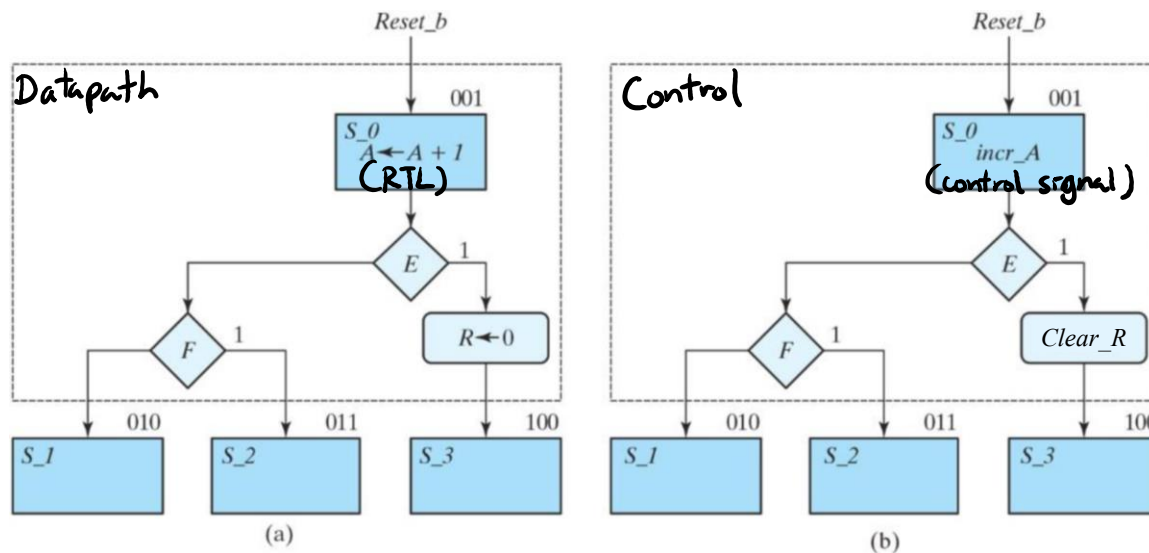 Reset_b
Datapath
001
S_0
A ← A + 1
(RTL)
E
1
F
1
R ← 0
010
S_1
011
S_2
100
S_3
(a)
Reset_b
Control
001
S_0
incr_A
(control signal)
E
1
F
1
Clear_R
010
S_1
011
S_2
100
S_3
(b)